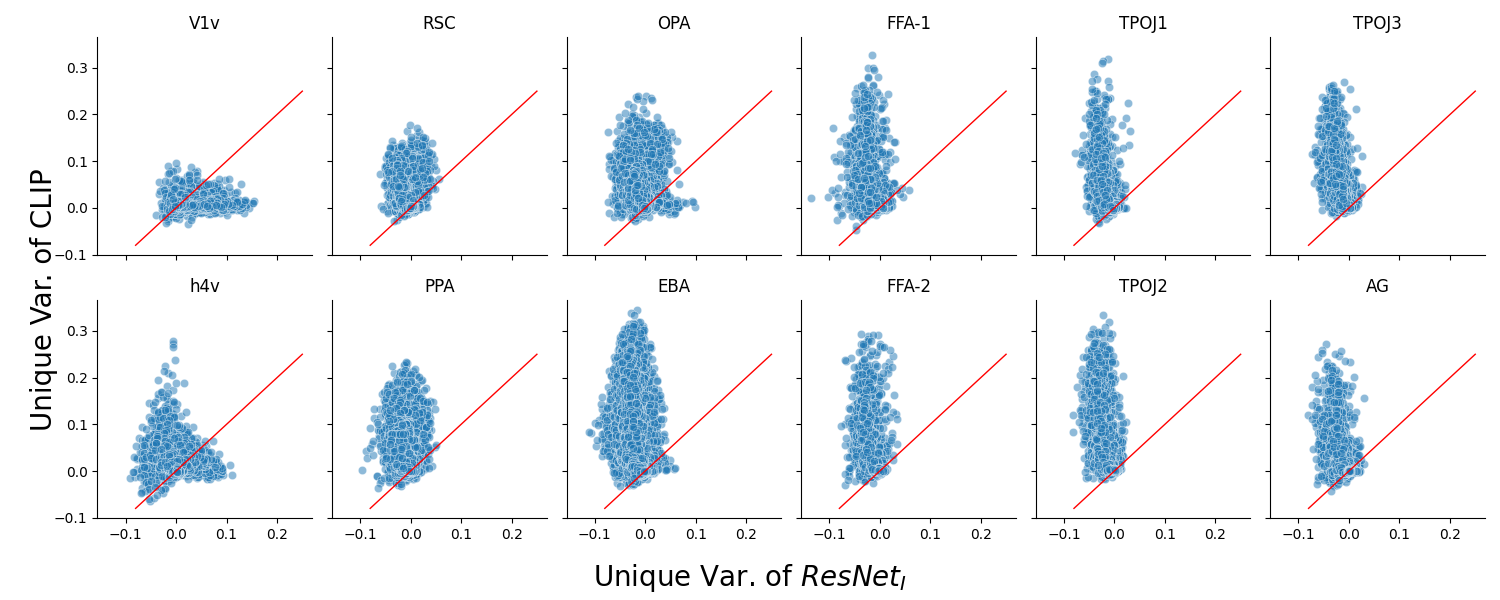 V1v RSC OPA FFA-1 TPOJ1 TPOJ3
0.3
0.2
0.1
0.0
−0.1
h4v PPA EBA FFA-2 TPOJ2 AG
0.3
0.2
0.1
0.0
−0.1
−0.1 0.0 0.1 0.2 −0.1 0.0 0.1 0.2 −0.1 0.0 0.1 0.2 −0.1 0.0 0.1 0.2 −0.1 0.0 0.1 0.2 −0.1 0.0 0.1 0.2
Unique Var. of CLIP
Unique Var. of ResNet_I